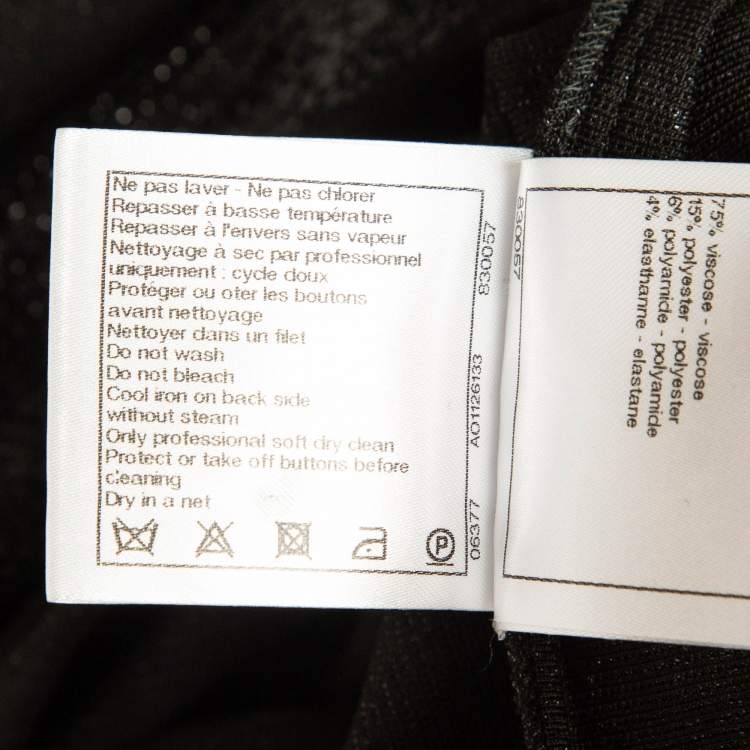 Ne pas laver - Ne pas chlorer
Repasser à basse température
Repasser à l'envers sans vapeur
Nettoyage à sec par professionnel
uniquement : cycle doux
Protéger ou oter les boutons
avant nettoyage
Nettoyer dans un filet
Do not wash
Do not bleach
Cool iron on back side
without steam
Only professional soft dry clean
Protect or take off buttons before
cleaning
Dry in a net
P
06377 A01126133 830057
830057
75% viscose - viscose
15% polyester - polyester
6% polyamide - polyamide
4% elasthanne - elastane